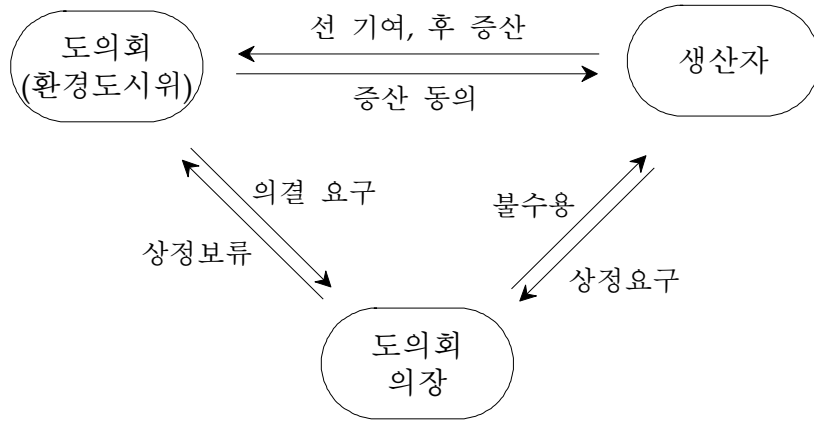 선 기여, 후 증산
도의회
(환경도시위)
생산자
증산 동의
의결 요구
불수용
상정보류
상정요구
도의회
의장